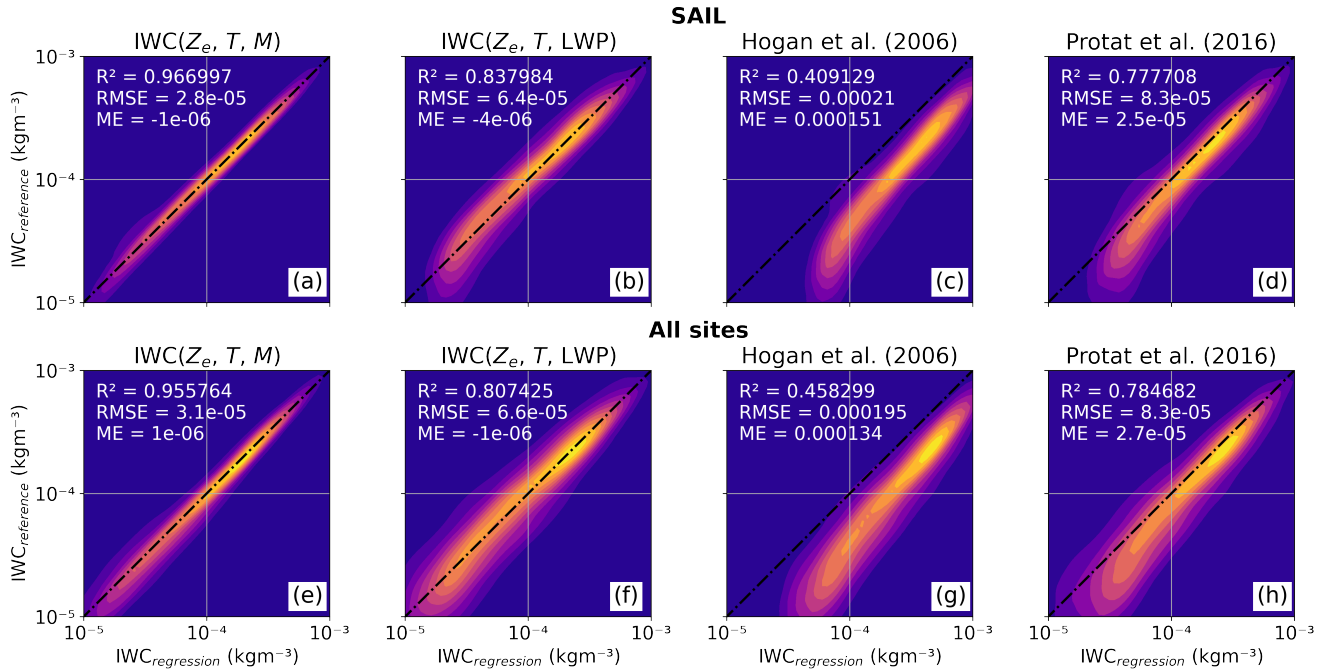 SAIL
IWC(Zₑ, T, M)
IWC(Zₑ, T, LWP)
Hogan et al. (2006)
Protat et al. (2016)
IWC_reference (kgm⁻³)
10⁻³
10⁻⁴
10⁻⁵
R² = 0.966997
RMSE = 2.8e-05
ME = -1e-06
(a)
R² = 0.837984
RMSE = 6.4e-05
ME = -4e-06
(b)
R² = 0.409129
RMSE = 0.00021
ME = 0.000151
(c)
R² = 0.777708
RMSE = 8.3e-05
ME = 2.5e-05
(d)
All sites
IWC(Zₑ, T, M)
IWC(Zₑ, T, LWP)
Hogan et al. (2006)
Protat et al. (2016)
IWC_reference (kgm⁻³)
10⁻³
10⁻⁴
10⁻⁵
R² = 0.955764
RMSE = 3.1e-05
ME = 1e-06
(e)
R² = 0.807425
RMSE = 6.6e-05
ME = -1e-06
(f)
R² = 0.458299
RMSE = 0.000195
ME = 0.000134
(g)
R² = 0.784682
RMSE = 8.3e-05
ME = 2.7e-05
(h)
10⁻⁵ 10⁻⁴ 10⁻³
10⁻⁵ 10⁻⁴ 10⁻³
10⁻⁵ 10⁻⁴ 10⁻³
10⁻⁵ 10⁻⁴ 10⁻³
IWC_regression (kgm⁻³)
IWC_regression (kgm⁻³)
IWC_regression (kgm⁻³)
IWC_regression (kgm⁻³)